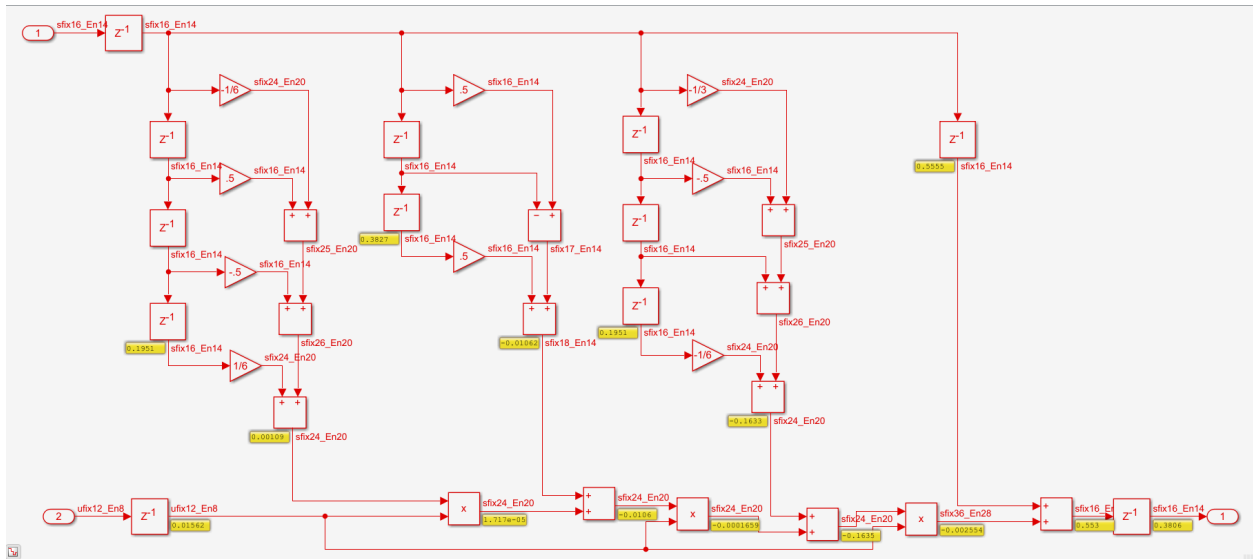 sfix16_En14
sfix16_En14
1
Z-1
-1/6
sfix24_En20
.5
sfix16_En14
-1/3
sfix24_En20
Z-1
Z-1
Z-1
Z-1
sfix16_En14
.5
sfix16_En14
sfix16_En14
sfix16_En14
-.5
sfix16_En14
0.5555
sfix16_En14
Z-1
+ +
Z-1
0.3827
− +
Z-1
+ +
sfix25_En20
sfix16_En14
.5
sfix16_En14
sfix17_En14
sfix16_En14
sfix25_En20
sfix16_En14
-.5
sfix16_En14
+ +
Z-1
+ +
Z-1
+ +
sfix26_En20
0.1951
sfix16_En14
sfix26_En20
-0.01062
sfix18_En14
0.1951
sfix16_En14
1/6
sfix24_En20
-1/6
sfix24_En20
+ +
+ +
0.00109
sfix24_En20
-0.1633
sfix24_En20
2
ufix12_En8
Z-1
ufix12_En8
0.01562
x
sfix24_En20
1.717e-05
+
+
sfix24_En20
-0.0106
x
sfix24_En20
-0.0001659
+
+
sfix24_En20
-0.1635
x
sfix36_En28
-0.002554
+
+
0.553
Z-1
sfix16_En14
0.3806
1